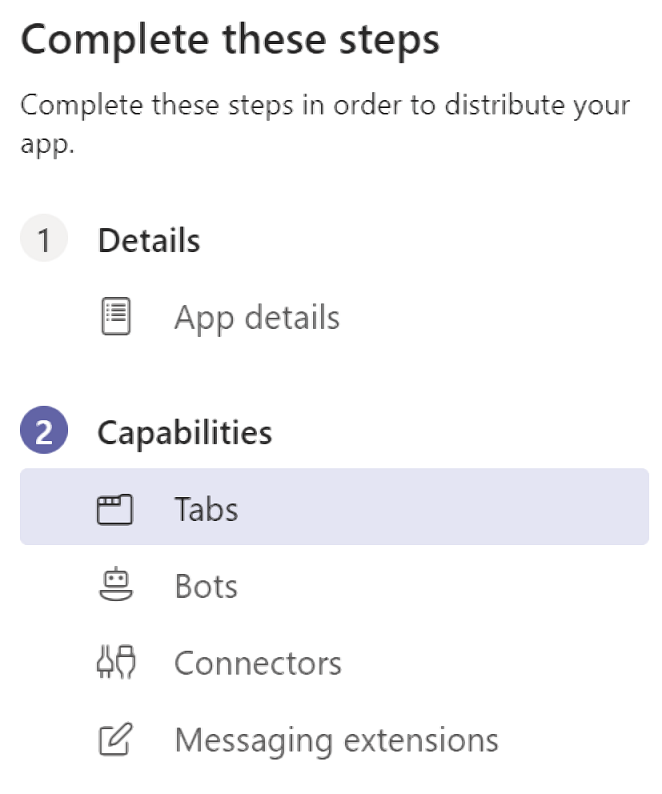 Complete these steps
Complete these steps in order to distribute your
app.
1 Details
App details
2 Capabilities
Tabs
Bots
Connectors
Messaging extensions